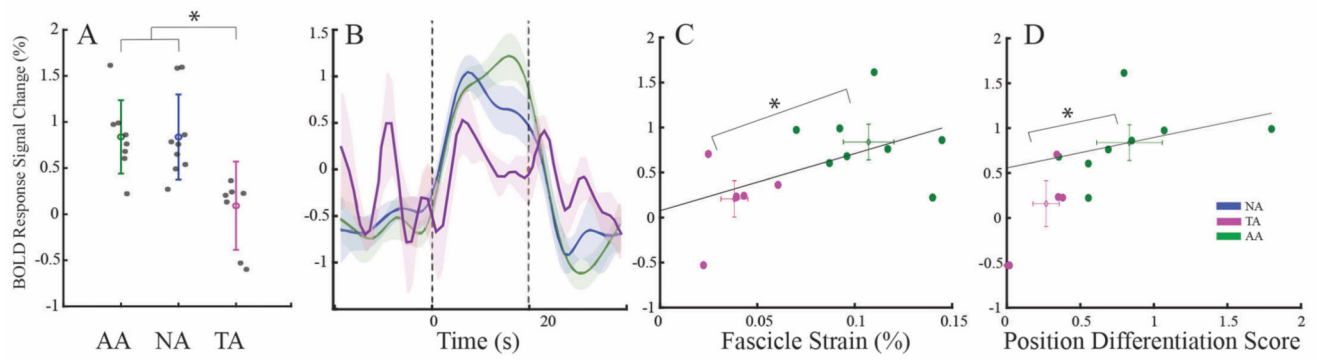 A
*
BOLD Response Signal Change (%)
2
1.5
1
0.5
0
-0.5
-1
AA NA TA
B
1.5
1
0.5
0
-0.5
-1
0 20
Time (s)
C
*
2
1.5
1
0.5
0
-0.5
-1
0 0.05 0.1 0.15
Fascicle Strain (%)
D
*
2
1.5
1
0.5
0
-0.5
-1
NA
TA
AA
0 0.5 1 1.5 2
Position Differentiation Score